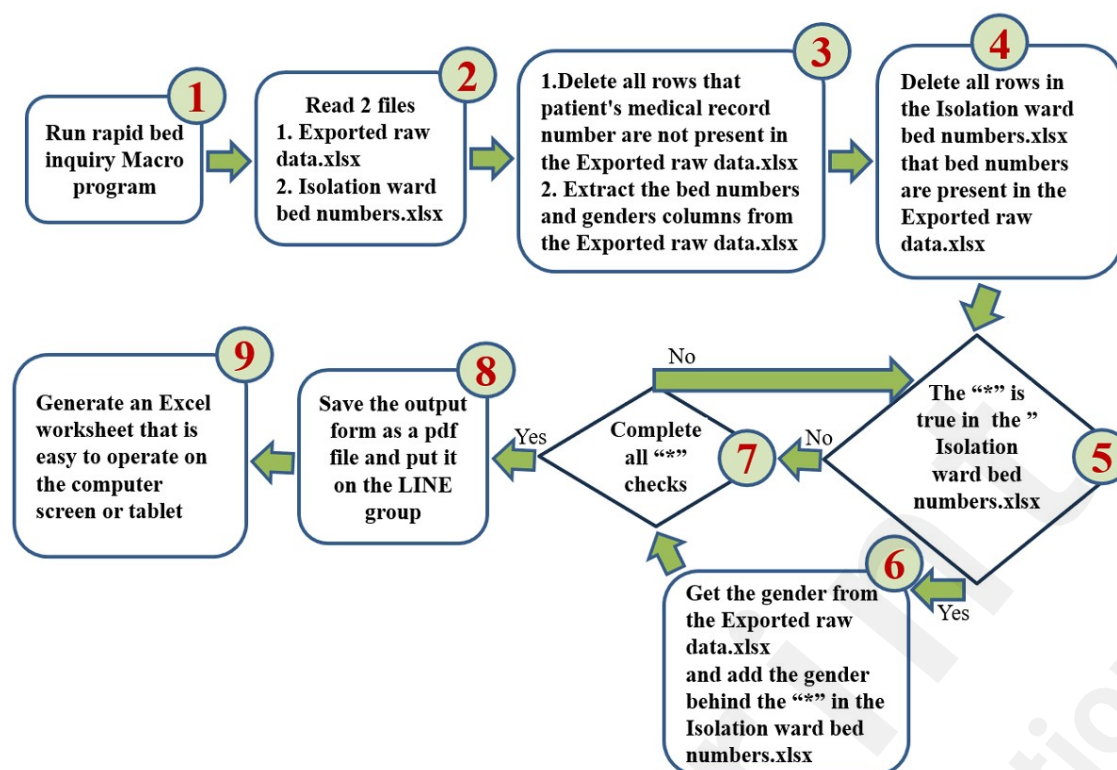 1
Run rapid bed
inquiry Macro
program
2
Read 2 files
1. Exported raw
data.xlsx
2. Isolation ward
bed numbers.xlsx
3
1.Delete all rows that
patient's medical record
number are not present in
the Exported raw data.xlsx
2. Extract the bed numbers
and genders columns from
the Exported raw data.xlsx
4
Delete all rows in
the Isolation ward
bed numbers.xlsx
that bed numbers
are present in the
Exported raw
data.xlsx
5
The “*” is
true in the ”
Isolation
ward bed
numbers.xlsx
No
Yes
6
Get the gender from
the Exported raw
data.xlsx
and add the gender
behind the “*” in the
Isolation ward bed
numbers.xlsx
7
Complete
all “*”
checks
No
Yes
8
Save the output
form as a pdf
file and put it
on the LINE
group
9
Generate an Excel
worksheet that is
easy to operate on
the computer
screen or tablet